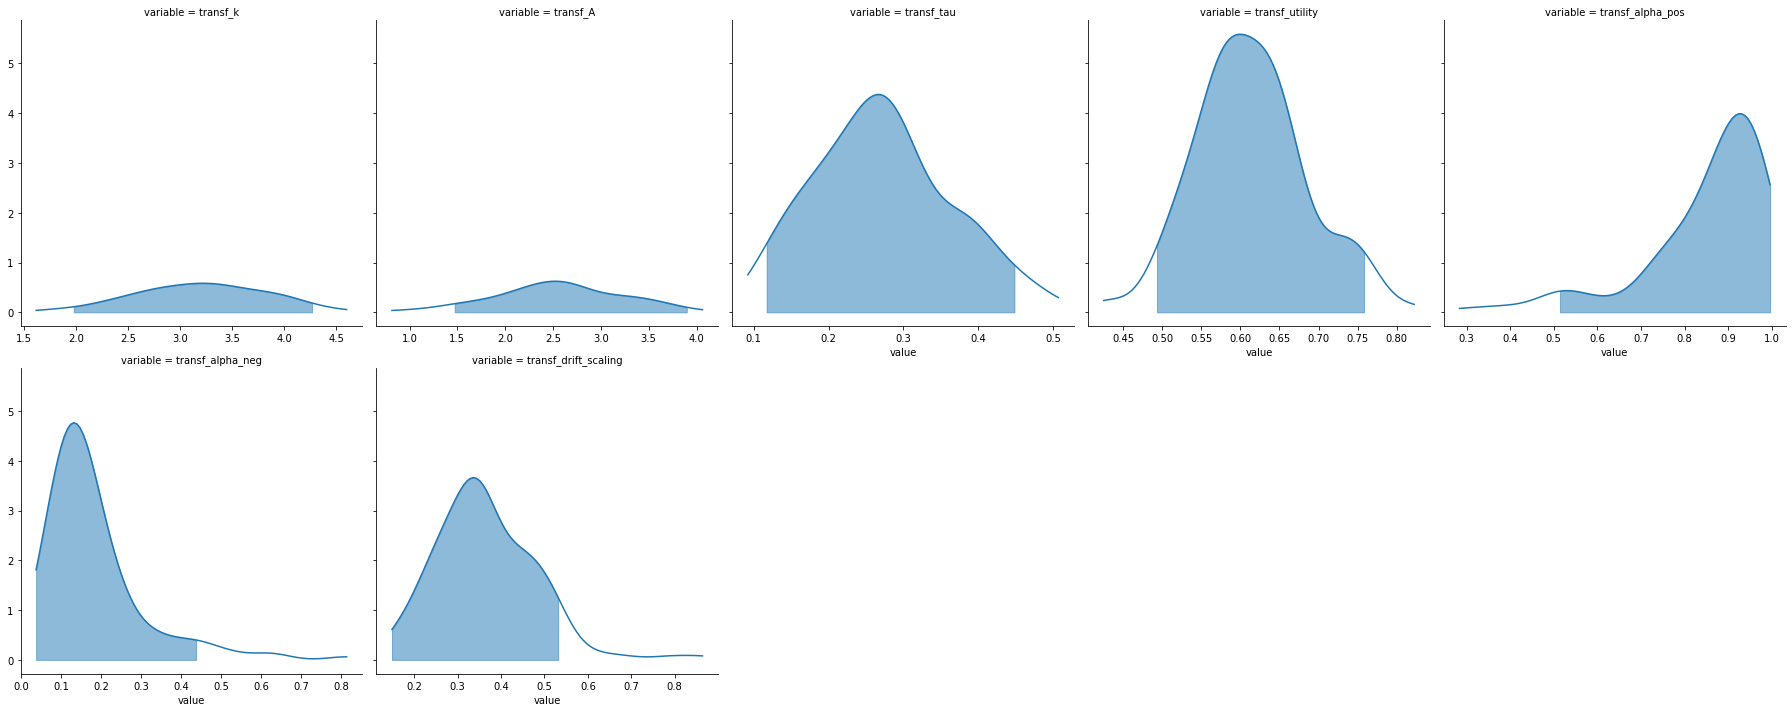 variable = transf_k
variable = transf_A
variable = transf_tau
variable = transf_utility
variable = transf_alpha_pos
5
4
3
2
1
0
1.5 2.0 2.5 3.0 3.5 4.0 4.5
1.0 1.5 2.0 2.5 3.0 3.5 4.0
0.1 0.2 0.3 0.4 0.5
value
0.45 0.50 0.55 0.60 0.65 0.70 0.75 0.80
value
0.3 0.4 0.5 0.6 0.7 0.8 0.9 1.0
value
variable = transf_alpha_neg
variable = transf_drift_scaling
5
4
3
2
1
0
0.0 0.1 0.2 0.3 0.4 0.5 0.6 0.7 0.8
value
0.2 0.3 0.4 0.5 0.6 0.7 0.8
value